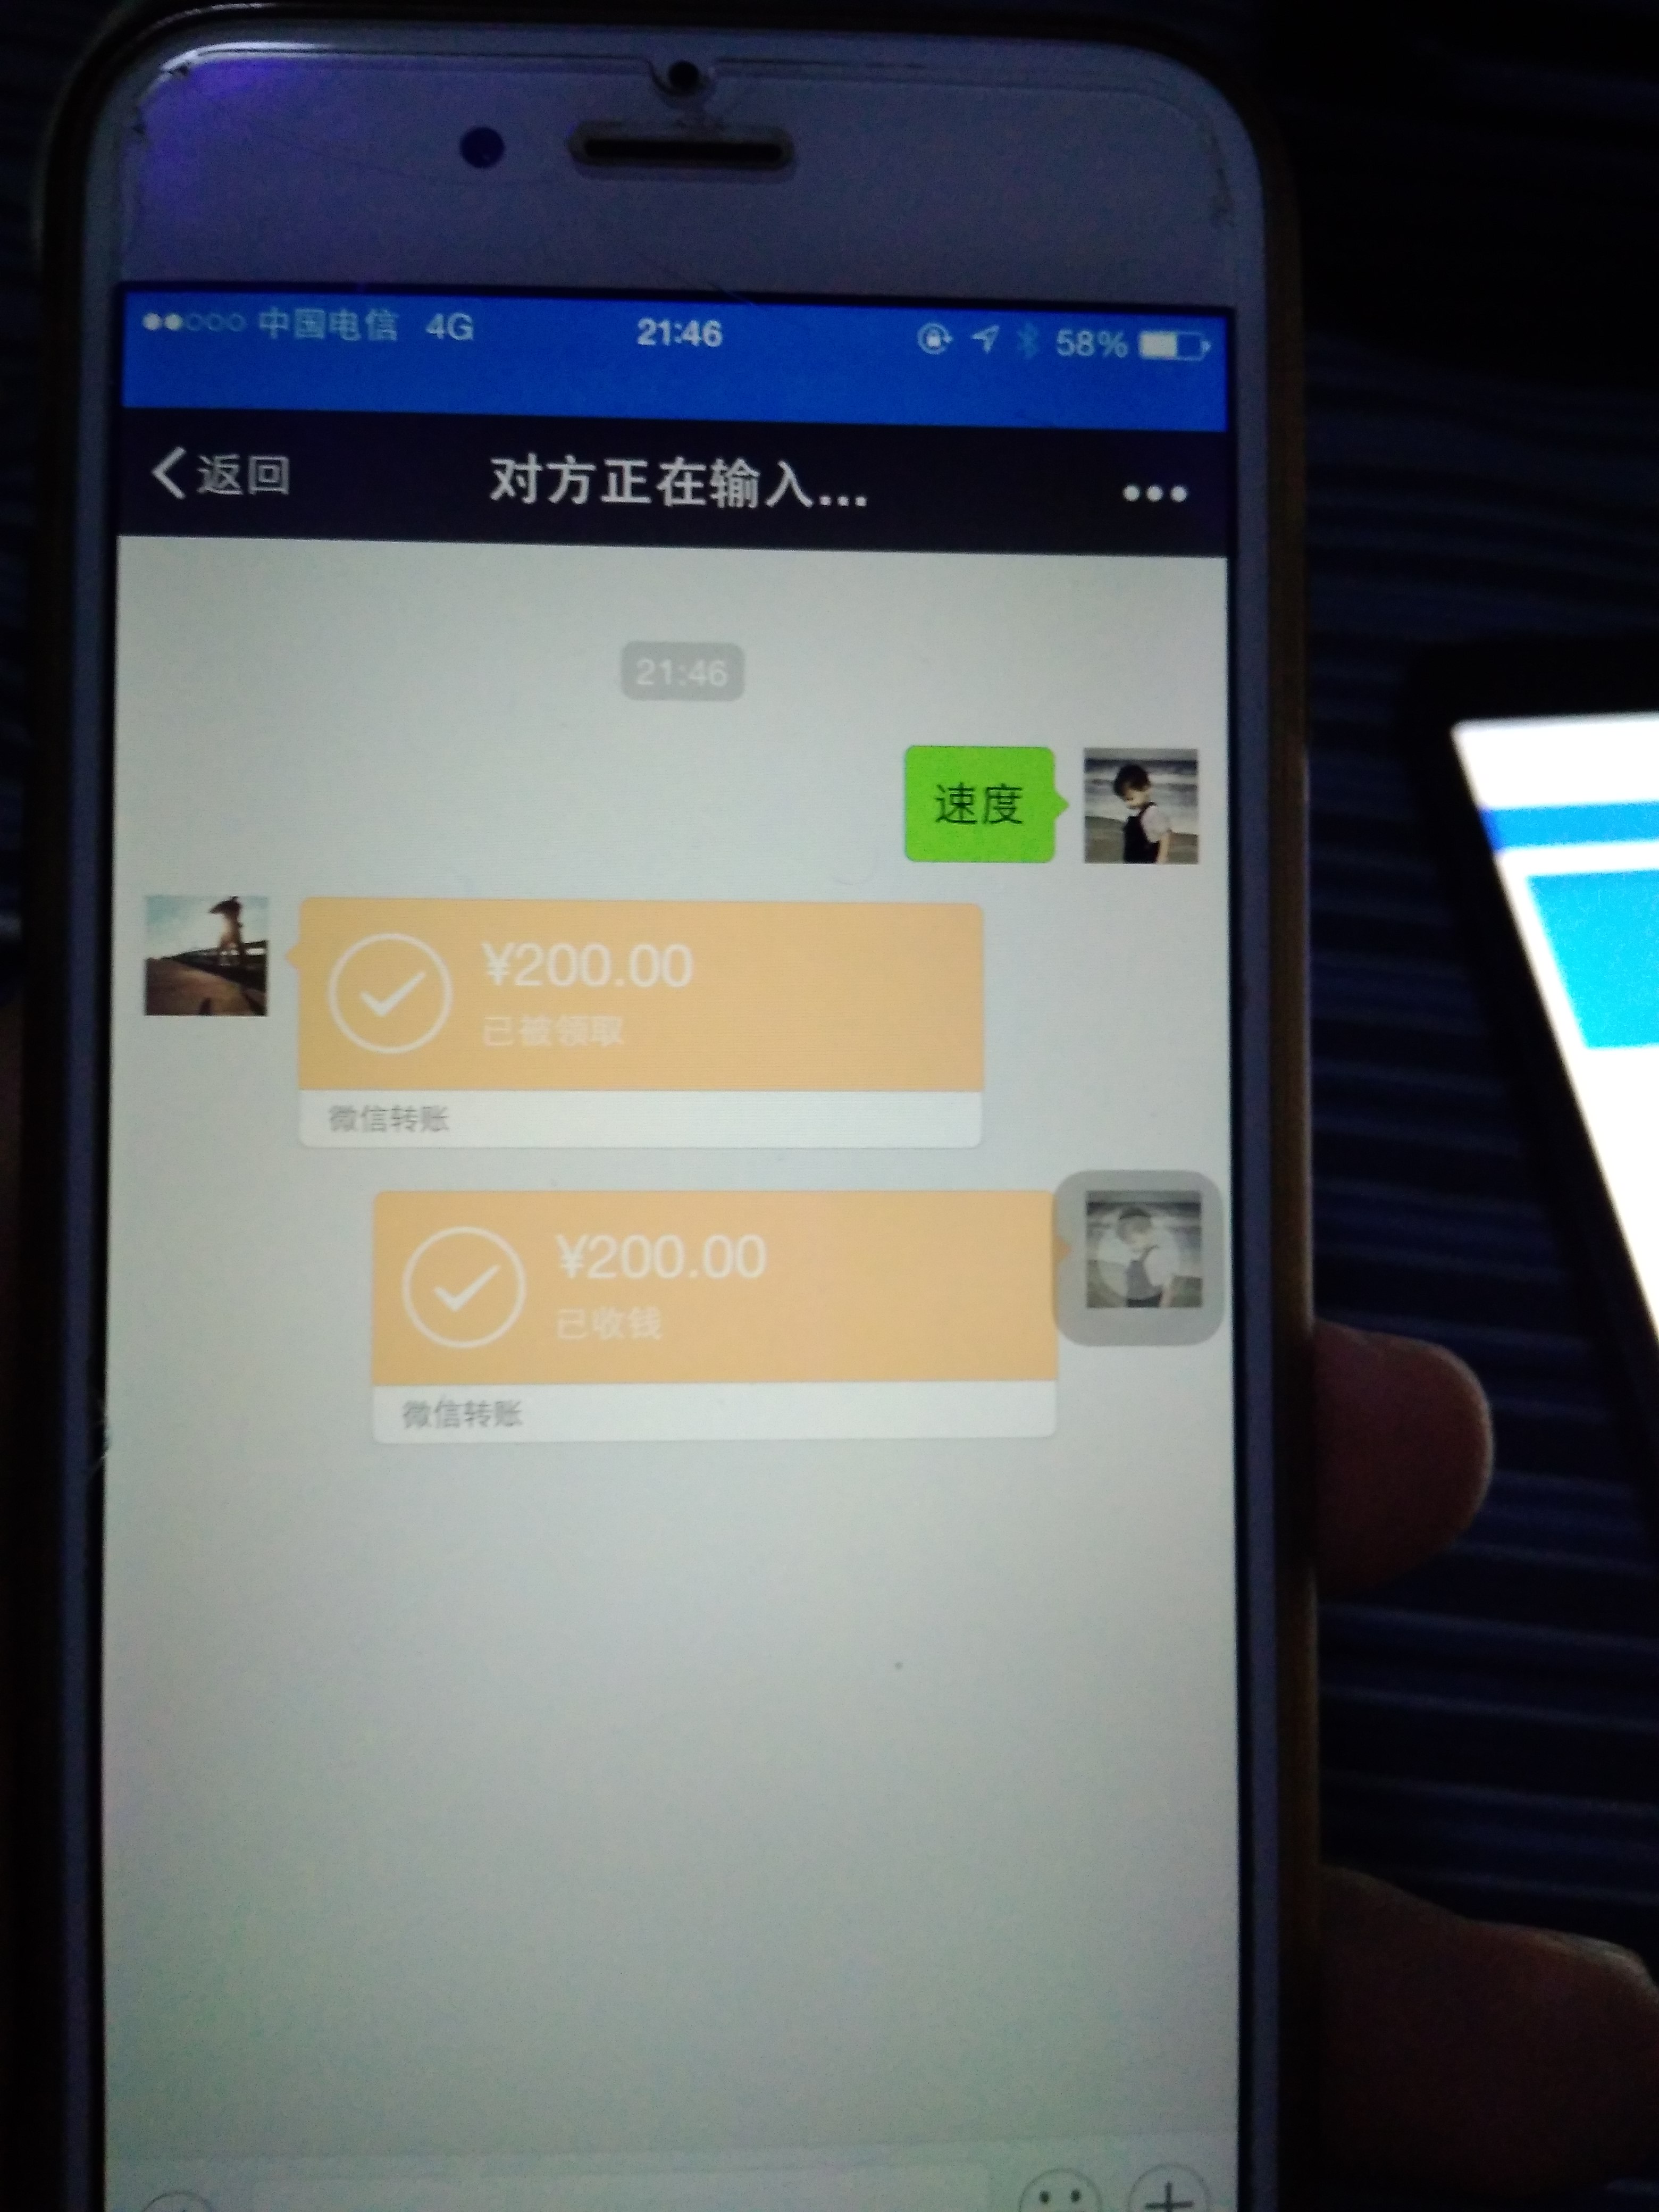 中国电信 4G 21:46 58%
返回 对方正在输入...
21:46
速度
¥200.00
已被领取
微信转账
¥200.00
已收钱
微信转账